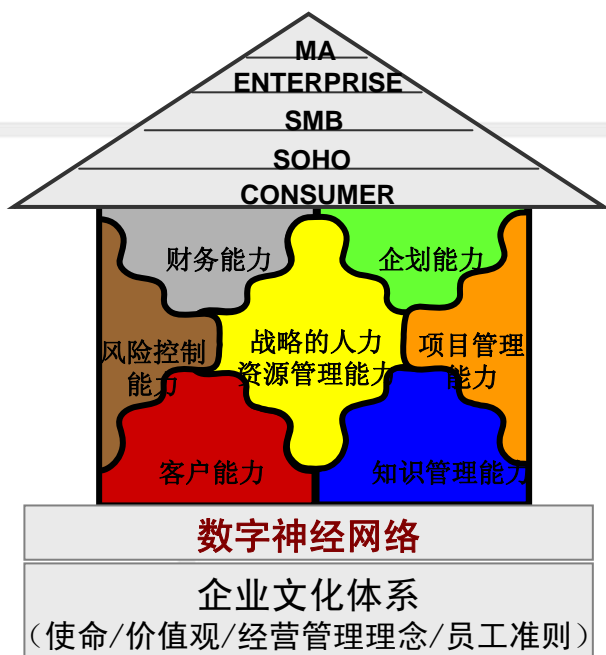 MA
ENTERPRISE
SMB
SOHO
CONSUMER
财务能力
企划能力
风险控制
能力
战略的人力
资源管理能力
项目管理
能力
客户能力
知识管理能力
数字神经网络
企业文化体系
（使命/价值观/经营管理理念/员工准则）